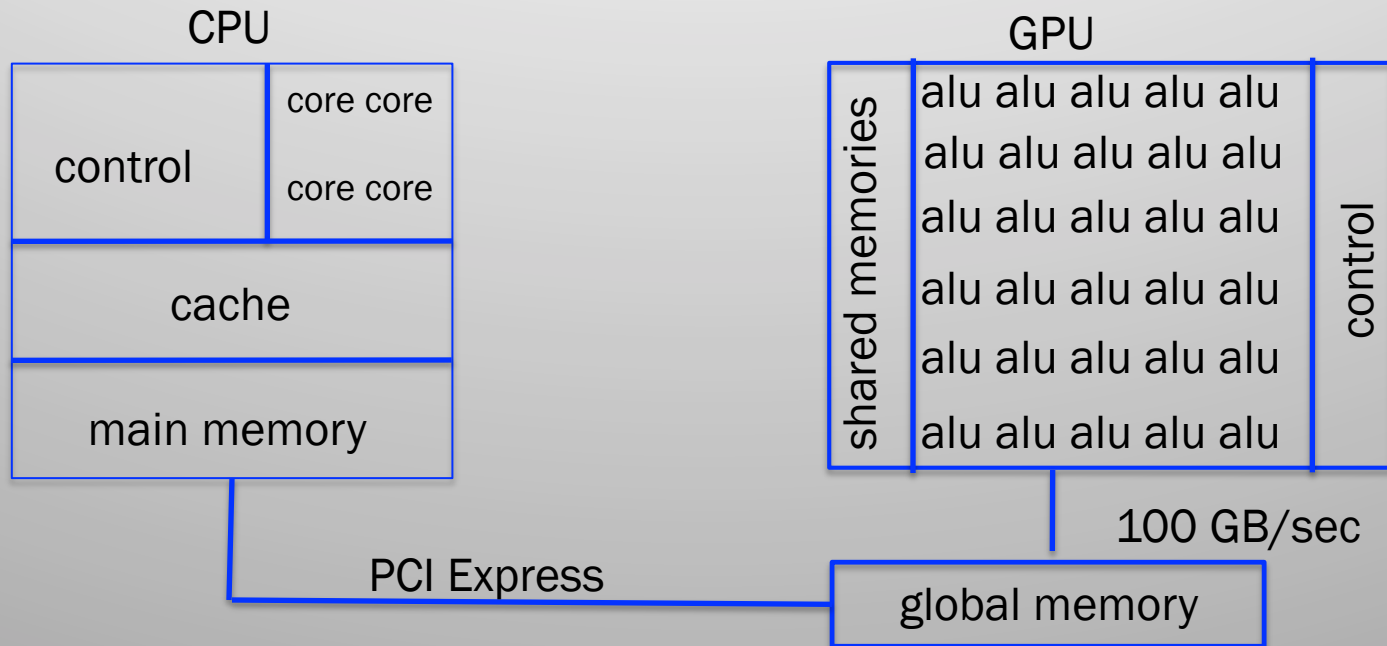 CPU
control
core core
core core
cache
main memory
PCI Express
GPU
shared memories
alu alu alu alu alu
alu alu alu alu alu
alu alu alu alu alu
alu alu alu alu alu
alu alu alu alu alu
alu alu alu alu alu
control
100 GB/sec
global memory